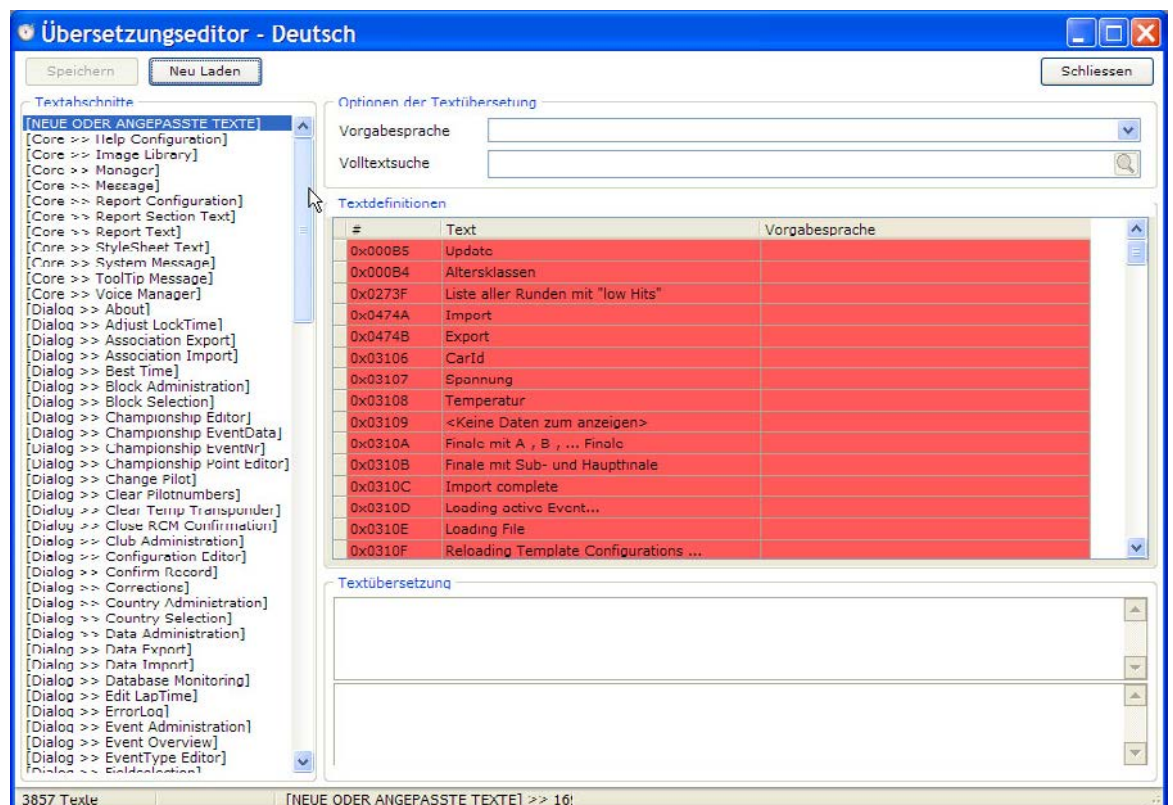 Übersetzungseditor - Deutsch
Speichern
Neu Laden
Schliessen
Textabschnitte
[NEUE ODER ANGEPASSTE TEXTE]
[Core >> Help Configuration]
[Core >> Image Library]
[Core >> Manager]
[Core >> Message]
[Core >> Report Configuration]
[Core >> Report Section Text]
[Core >> Report Text]
[Core >> StyleSheet Text]
[Core >> System Message]
[Core >> ToolTip Message]
[Core >> Voice Manager]
[Dialog >> About]
[Dialog >> Adjust LockTime]
[Dialog >> Association Export]
[Dialog >> Association Import]
[Dialog >> Best Time]
[Dialog >> Block Administration]
[Dialog >> Block Selection]
[Dialog >> Championship Editor]
[Dialog >> Championship EventData]
[Dialog >> Championship EventNr]
[Dialog >> Championship Point Editor]
[Dialog >> Change Pilot]
[Dialog >> Clear Pilotnumbers]
[Dialog >> Clear Temp Transponder]
[Dialog >> Close RCM Confirmation]
[Dialog >> Club Administration]
[Dialog >> Configuration Editor]
[Dialog >> Confirm Record]
[Dialog >> Corrections]
[Dialog >> Country Administration]
[Dialog >> Country Selection]
[Dialog >> Data Administration]
[Dialog >> Data Export]
[Dialog >> Data Import]
[Dialog >> Database Monitoring]
[Dialog >> Edit LapTime]
[Dialog >> ErrorLog]
[Dialog >> Event Administration]
[Dialog >> Event Overview]
[Dialog >> EventType Editor]
[Dialog >> Fieldselection]
Optionen der Textübersetung
Vorgabesprache
Volltextsuche
Textdefinitionen
# Text Vorgabesprache
0x000B5 Update
0x000B4 Altersklassen
0x0273F Liste aller Runden mit "low Hits"
0x0474A Import
0x0474B Export
0x03106 CarId
0x03107 Spannung
0x03108 Temperatur
0x03109 <Keine Daten zum anzeigen>
0x0310A Finale mit A , B , ... Finale
0x0310B Finale mit Sub- und Hauptfinale
0x0310C Import complete
0x0310D Loading active Event...
0x0310E Loading File
0x0310F Reloading Template Configurations ...
Textübersetzung
3857 Texte [NEUE ODER ANGEPASSTE TEXTE] >> 16